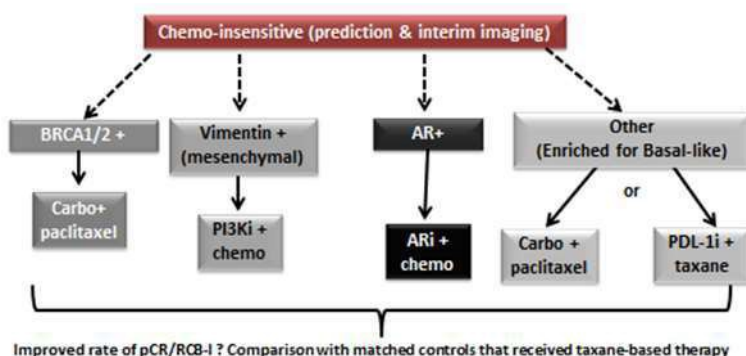 Chemo-insensitive (prediction & interim imaging)
BRCA1/2 +
Vimentin +
(mesenchymal)
AR+
Other
(Enriched for Basal-like)
or
Carbo+
paclitaxel
PI3Ki +
chemo
ARi +
chemo
Carbo +
paclitaxel
PDL-1i +
taxane
Improved rate of pCR/RCB-I ? Comparison with matched controls that received taxane-based therapy